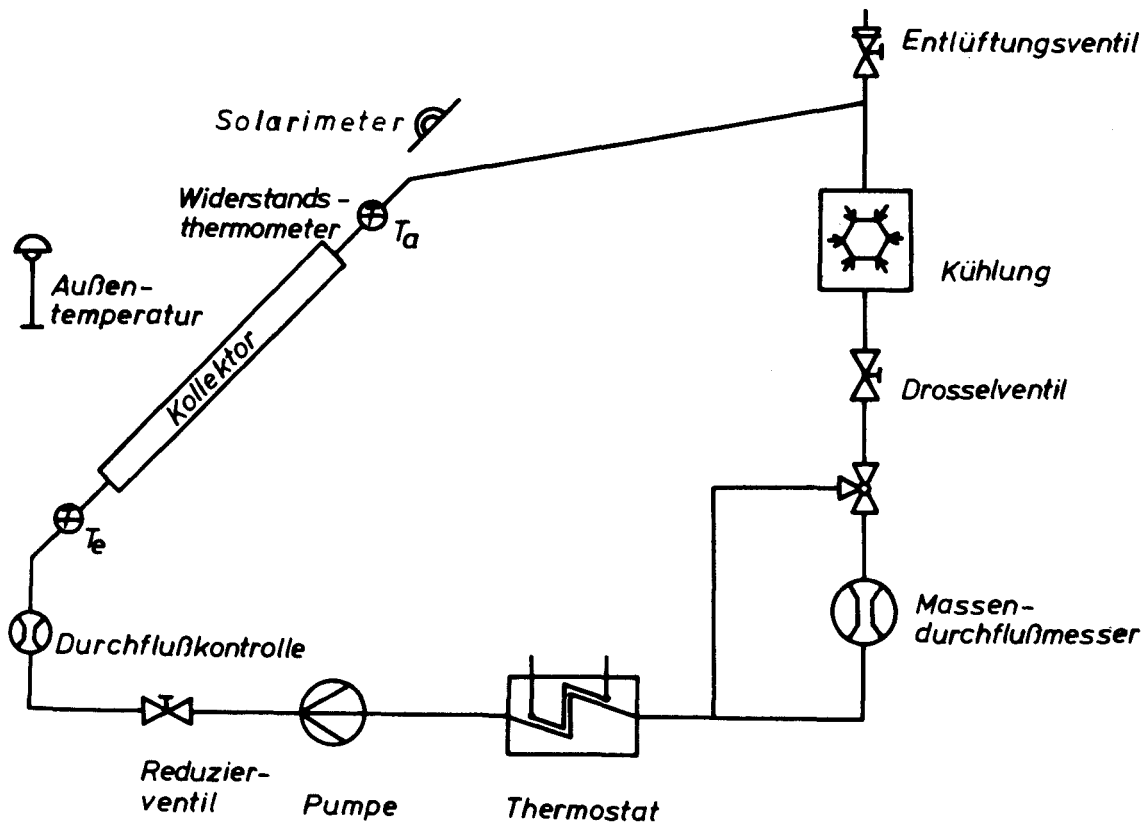 Entlüftungsventil
Solarimeter
Widerstands-
thermometer
Ta
Außen-
temperatur
Kühlung
Kollektor
Drosselventil
Te
Massen-
durchflußmesser
Durchflußkontrolle
Reduzier-
ventil
Pumpe
Thermostat